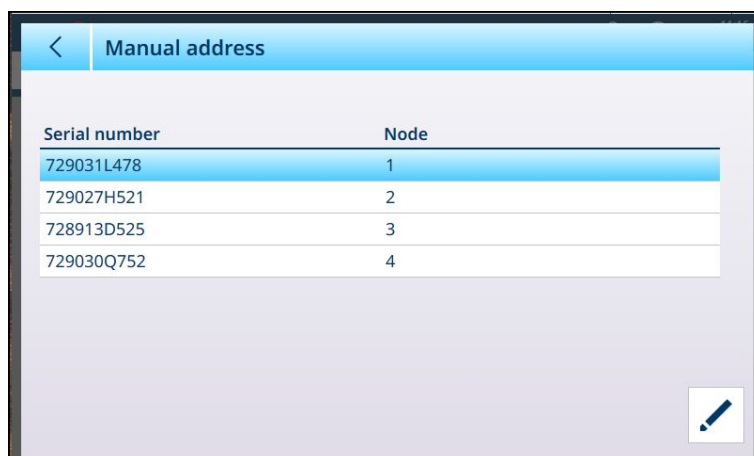 Manual address
Serial number Node
729031L478 1
729027H521 2
728913D525 3
729030Q752 4